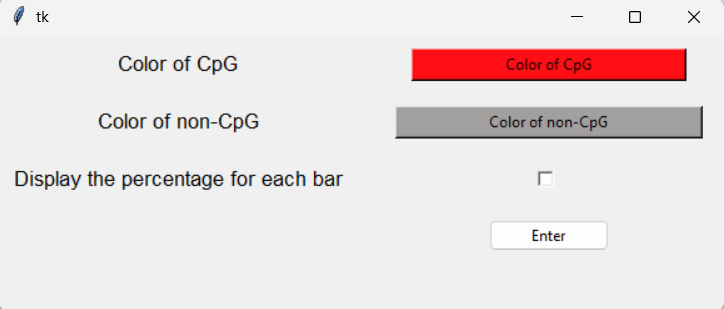 tk
Color of CpG
Color of CpG
Color of non-CpG
Color of non-CpG
Display the percentage for each bar
Enter